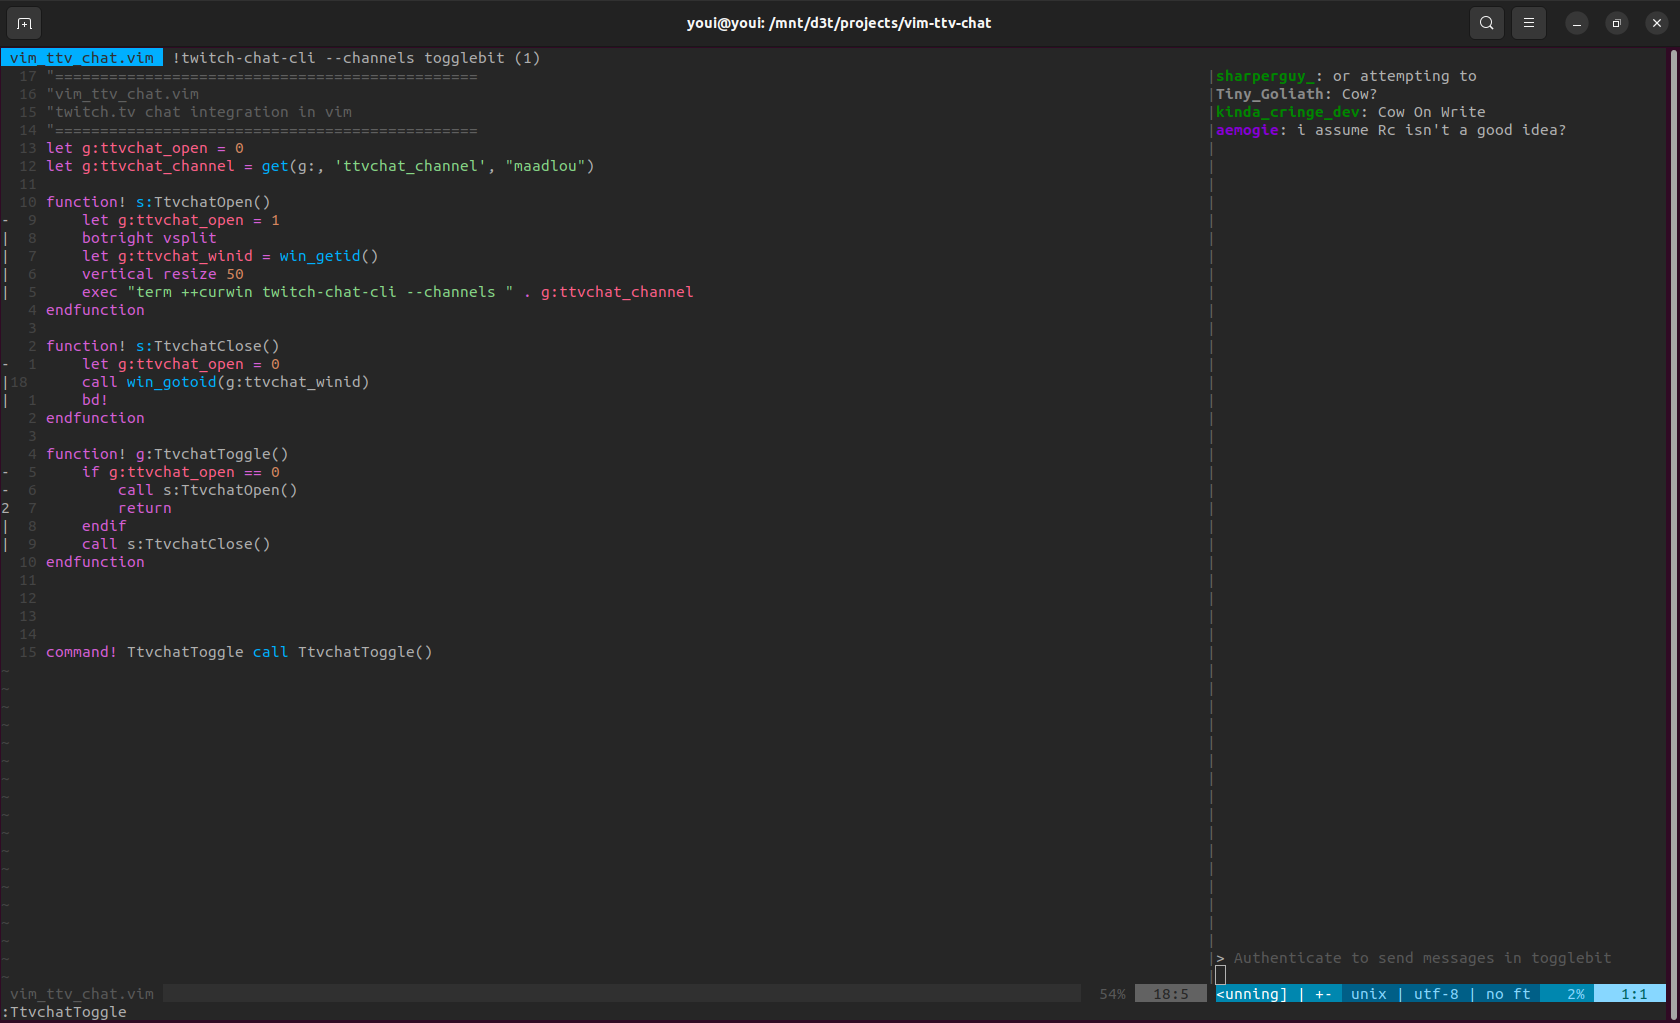 youi@youi: /mnt/d3t/projects/vim-ttv-chat
vim_ttv_chat.vim !twitch-chat-cli --channels togglebit (1)
17 "===============================================
16 "vim_ttv_chat.vim
15 "twitch.tv chat integration in vim
14 "===============================================
13 let g:ttvchat_open = 0
12 let g:ttvchat_channel = get(g:, 'ttvchat_channel', "maadlou")
11
10 function! s:TtvchatOpen()
- 9     let g:ttvchat_open = 1
| 8     botright vsplit
| 7     let g:ttvchat_winid = win_getid()
| 6     vertical resize 50
| 5     exec "term ++curwin twitch-chat-cli --channels " . g:ttvchat_channel
4 endfunction
3
2 function! s:TtvchatClose()
- 1     let g:ttvchat_open = 0
|18     call win_gotoid(g:ttvchat_winid)
| 1     bd!
2 endfunction
3
4 function! g:TtvchatToggle()
- 5     if g:ttvchat_open == 0
- 6         call s:TtvchatOpen()
2 7         return
| 8     endif
| 9     call s:TtvchatClose()
10 endfunction
11
12
13
14
15 command! TtvchatToggle call TtvchatToggle()
vim_ttv_chat.vim 54% 18:5
:TtvchatToggle
sharperguy_: or attempting to
Tiny_Goliath: Cow?
kinda_cringe_dev: Cow On Write
aemogie: i assume Rc isn't a good idea?
> Authenticate to send messages in togglebit
<unning] | +- unix | utf-8 | no ft 2% 1:1